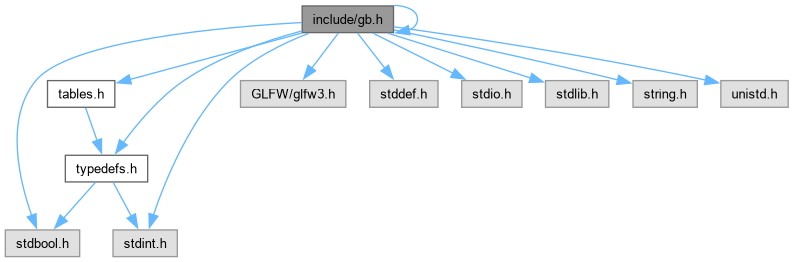 include/gb.h
tables.h
GLFW/glfw3.h
stddef.h
stdio.h
stdlib.h
string.h
unistd.h
typedefs.h
stdbool.h
stdint.h